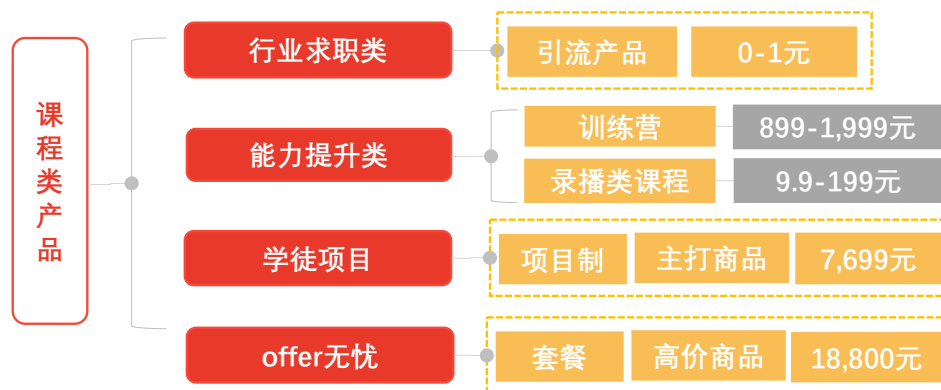 课程类产品
行业求职类
引流产品
0-1元
能力提升类
训练营
899-1,999元
录播类课程
9.9-199元
学徒项目
项目制
主打商品
7,699元
offer无忧
套餐
高价商品
18,800元